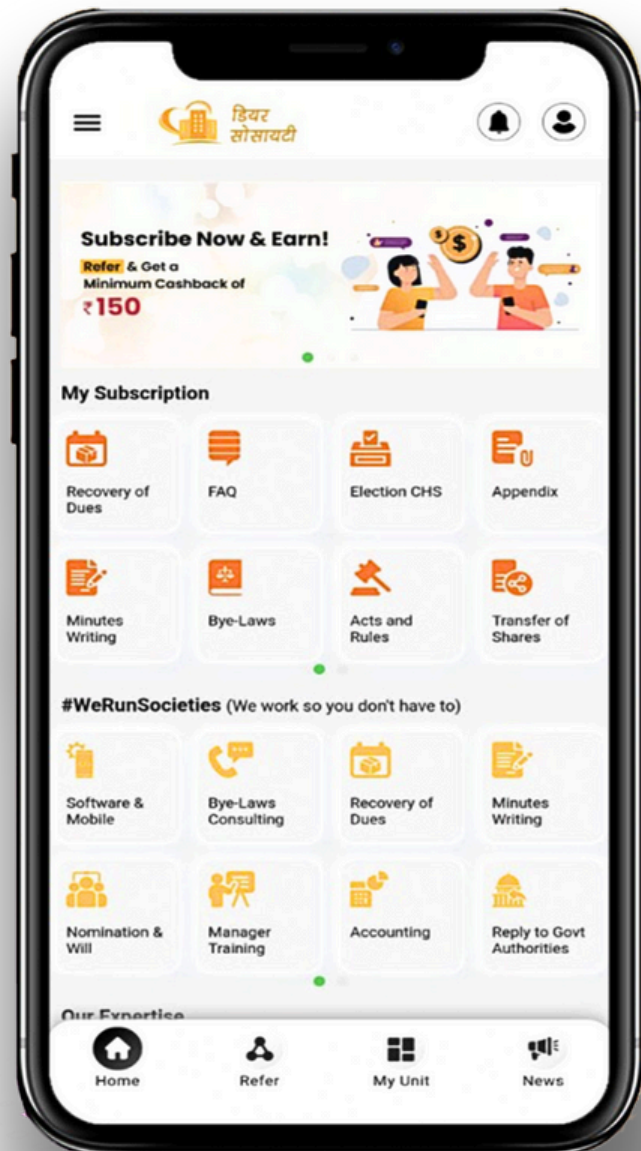 डियर
सोसायटी
Subscribe Now & Earn!
Refer & Get a
Minimum Cashback of
₹150
My Subscription
Recovery of
Dues
FAQ
Election CHS
Appendix
Minutes
Writing
Bye-Laws
Acts and
Rules
Transfer of
Shares
#WeRunSocieties (We work so you don't have to)
Software &
Mobile
Bye-Laws
Consulting
Recovery of
Dues
Minutes
Writing
Nomination &
Will
Manager
Training
Accounting
Reply to Govt
Authorities
Our Expertise
Home
Refer
My Unit
News